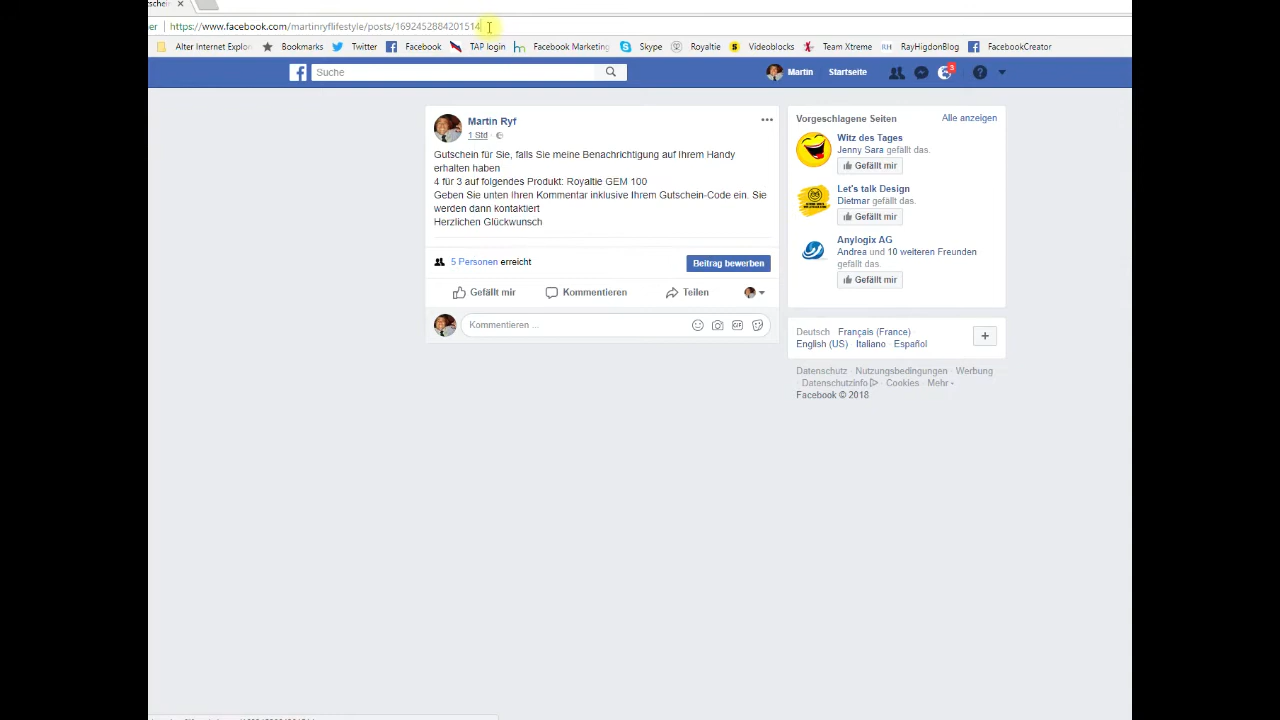 https://www.facebook.com/martinryflifestyle/posts/1692452884201514
Alter Internet Explor Bookmarks Twitter Facebook TAP login Facebook Marketing Skype Royaltie Videoblocks Team Xtreme RayHigdonBlog FacebookCreator
Suche
Martin Startseite 3
Martin Ryf
1 Std
Gutschein für Sie, falls Sie meine Benachrichtigung auf Ihrem Handy
erhalten haben
4 für 3 auf folgendes Produkt: Royaltie GEM 100
Geben Sie unten Ihren Kommentar inklusive Ihrem Gutschein-Code ein. Sie
werden dann kontaktiert
Herzlichen Glückwunsch
5 Personen erreicht
Beitrag bewerben
Gefällt mir Kommentieren Teilen
Kommentieren ...
GIF
Vorgeschlagene Seiten Alle anzeigen
Witz des Tages
Jenny Sara gefällt das.
Gefällt mir
Let's talk Design
Dietmar gefällt das.
Gefällt mir
Anylogix AG
Andrea und 10 weiteren Freunden
gefällt das.
Gefällt mir
Deutsch Français (France)
English (US) Italiano Español
Datenschutz Nutzungsbedingungen Werbung
Datenschutzinfo Cookies Mehr
Facebook © 2018